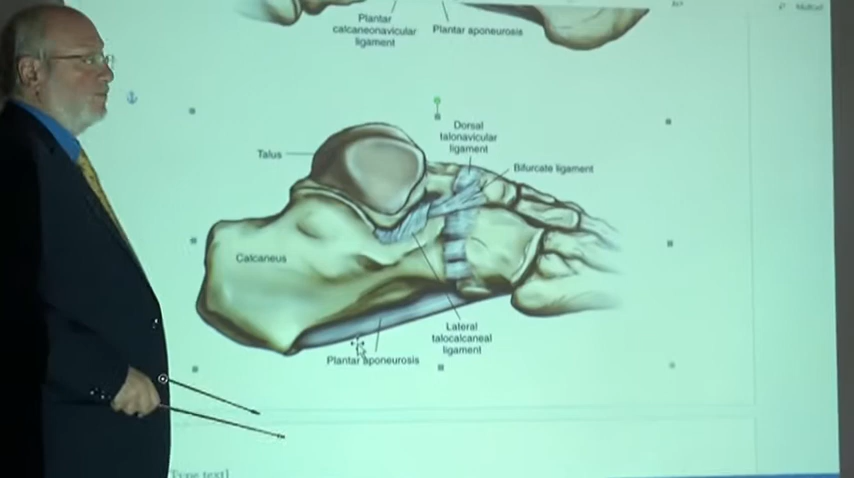 Plantar
calcaneonavicular
ligament
Plantar aponeurosis
Dorsal
talonavicular
ligament
Talus
Bifurcate ligament
Calcaneus
Lateral
talocalcaneal
ligament
Plantar aponeurosis
Type text]